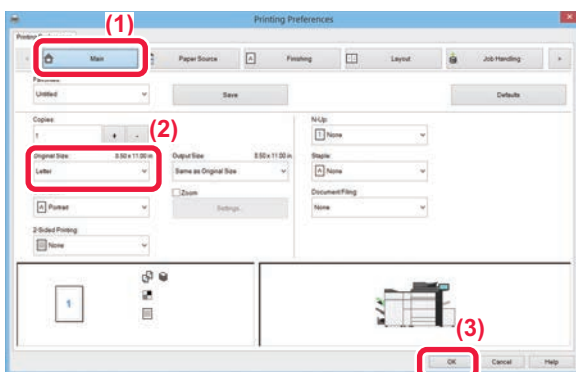 (1)
Printing Preferences
Main
Paper Source
Finishing
Layout
Job Handling
Untitled
Save
Defaults
Copies:
1
+
-
(2)
N-Up:
None
Original Size:
8.50 x 11.00 in
Output Size:
8.50 x 11.00 in
Staple:
Letter
Same as Original Size
None
Zoom
Document Filing:
Portrait
Settings...
None
2-Sided Printing:
None
1
(3)
OK
Cancel
Help